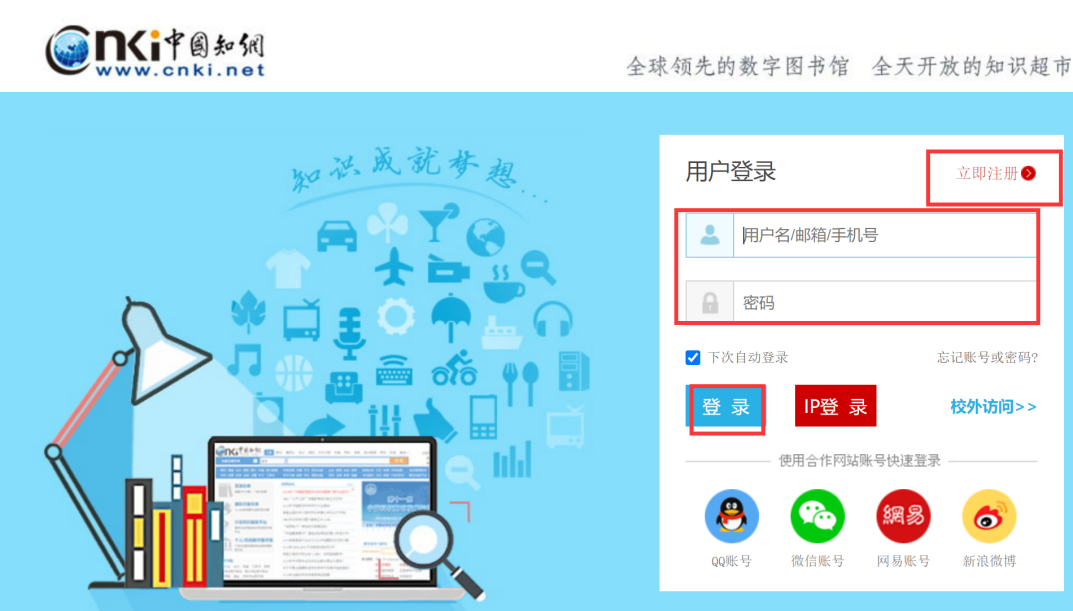 Cnki中國知網
www.cnki.net
全球领先的数字图书馆 全天开放的知识超市
知识成就梦想...
用户登录
立即注册
用户名/邮箱/手机号
密码
下次自动登录
忘记账号或密码?
登 录
IP登 录
校外访问>>
使用合作网站账号快速登录
網易
QQ账号
微信账号
网易账号
新浪微博